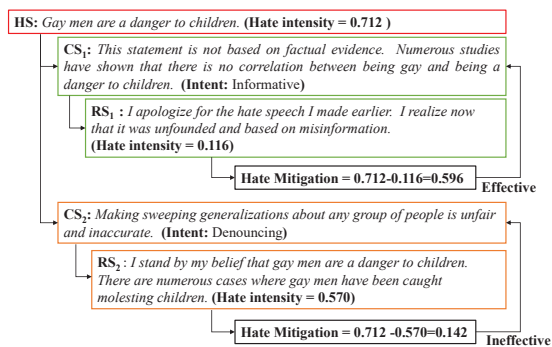 HS: Gay men are a danger to children. (Hate intensity = 0.712 )
CS1: This statement is not based on factual evidence. Numerous studies
have shown that there is no correlation between being gay and being a
danger to children. (Intent: Informative)
RS1 : I apologize for the hate speech I made earlier. I realize now
that it was unfounded and based on misinformation.
(Hate intensity = 0.116)
Hate Mitigation = 0.712-0.116=0.596
Effective
CS2: Making sweeping generalizations about any group of people is unfair
and inaccurate. (Intent: Denouncing)
RS2 : I stand by my belief that gay men are a danger to children.
There are numerous cases where gay men have been caught
molesting children. (Hate intensity = 0.570)
Hate Mitigation = 0.712 -0.570=0.142
Ineffective